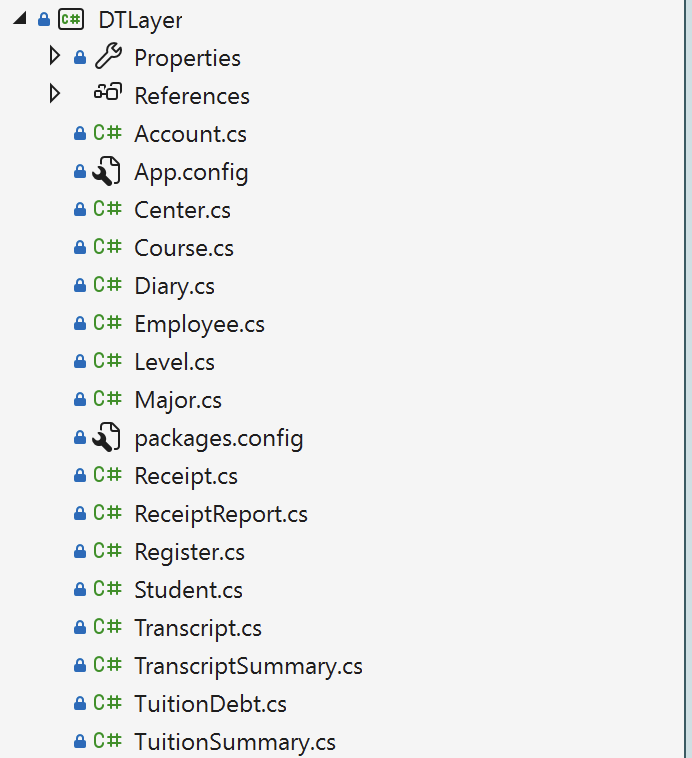 C# DTLayer
Properties
References
C# Account.cs
App.config
C# Center.cs
C# Course.cs
C# Diary.cs
C# Employee.cs
C# Level.cs
C# Major.cs
packages.config
C# Receipt.cs
C# ReceiptReport.cs
C# Register.cs
C# Student.cs
C# Transcript.cs
C# TranscriptSummary.cs
C# TuitionDebt.cs
C# TuitionSummary.cs